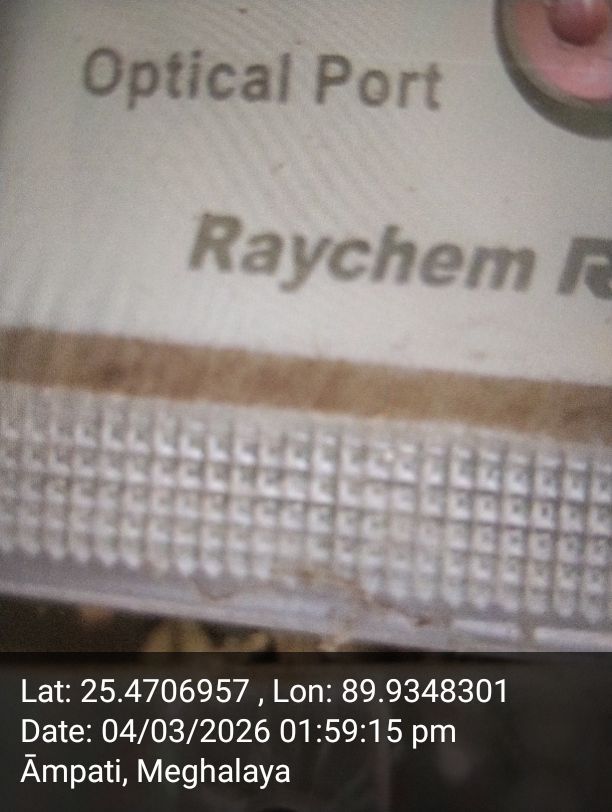 Optical Port
Raychem R
Lat: 25.4706957 , Lon: 89.9348301
Date: 04/03/2026 01:59:15 pm
Āmpati, Meghalaya